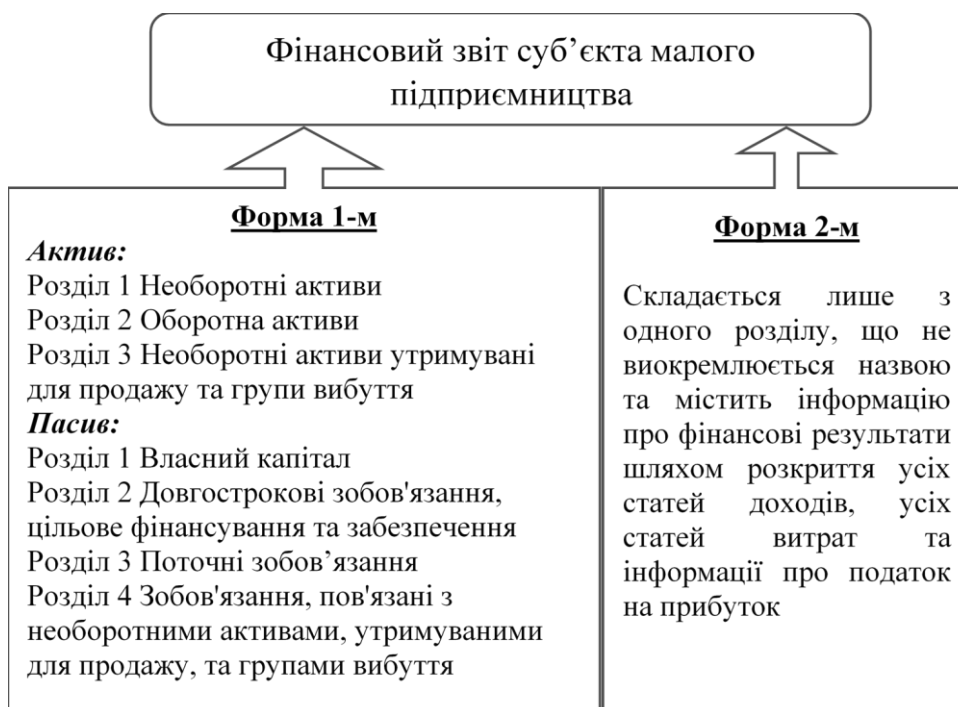 Фінансовий звіт суб’єкта малого
підприємництва
Форма 1-м
Актив:
Розділ 1 Необоротні активи
Розділ 2 Оборотна активи
Розділ 3 Необоротні активи утримувані
для продажу та групи вибуття
Пасив:
Розділ 1 Власний капітал
Розділ 2 Довгострокові зобов'язання,
цільове фінансування та забезпечення
Розділ 3 Поточні зобов’язання
Розділ 4 Зобов'язання, пов'язані з
необоротними активами, утримуваними
для продажу, та групами вибуття
Форма 2-м
Складається лише з
одного розділу, що не
виокремлюється назвою
та містить інформацію
про фінансові результати
шляхом розкриття усіх
статей доходів, усіх
статей витрат та
інформації про податок
на прибуток